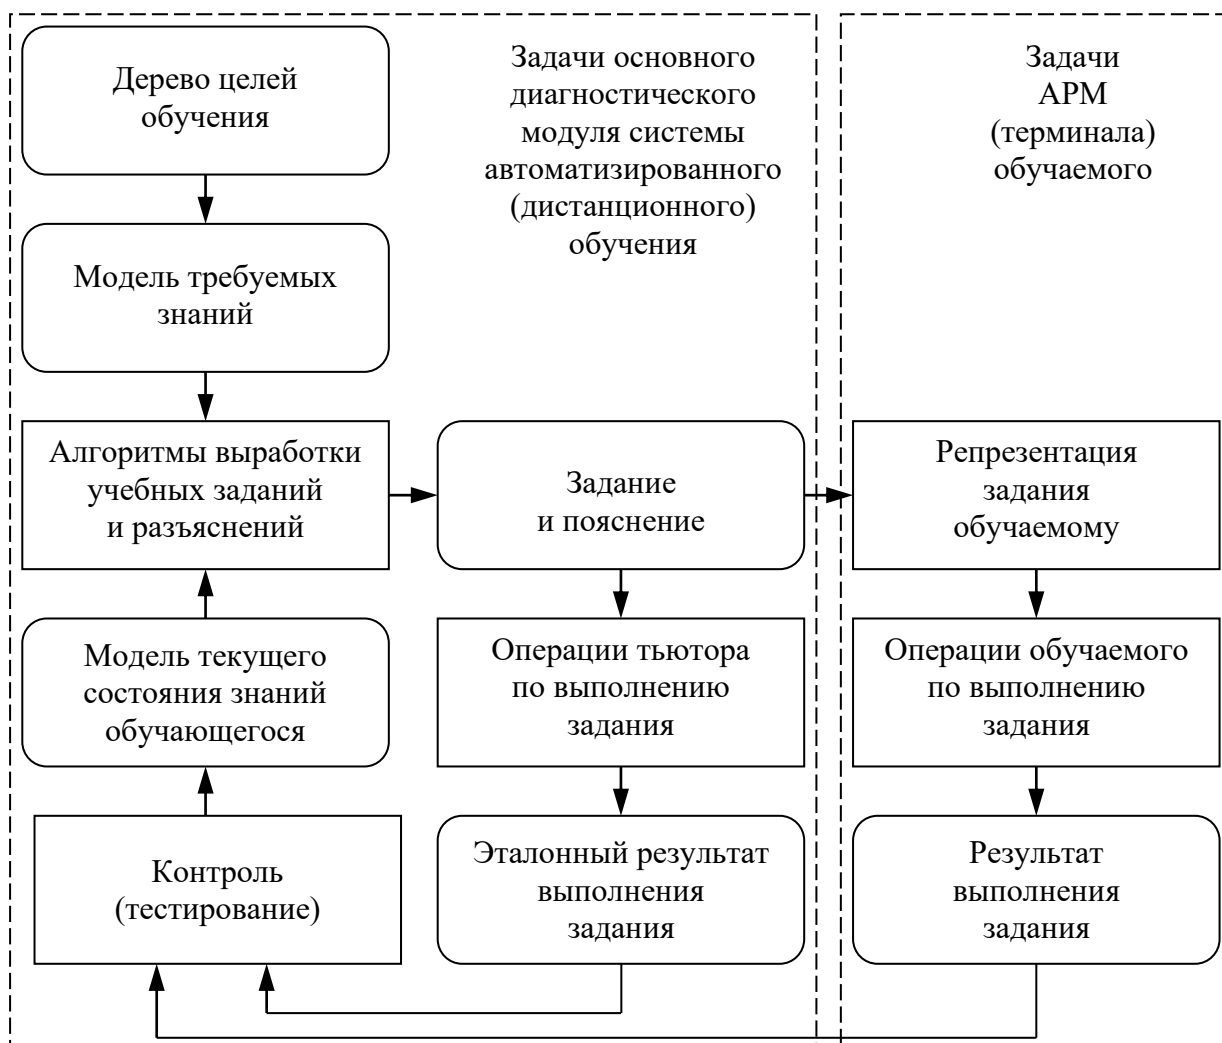 Дерево целей
обучения
Задачи основного
диагностического
модуля системы
автоматизированного
(дистанционного)
обучения
Задачи
АРМ
(терминала)
обучаемого
Модель требуемых
знаний
Алгоритмы выработки
учебных заданий
и разъяснений
Задание
и пояснение
Репрезентация
задания
обучаемому
Модель текущего
состояния знаний
обучающегося
Операции тьютора
по выполнению
задания
Операции обучаемого
по выполнению
задания
Контроль
(тестирование)
Эталонный результат
выполнения
задания
Результат
выполнения
задания